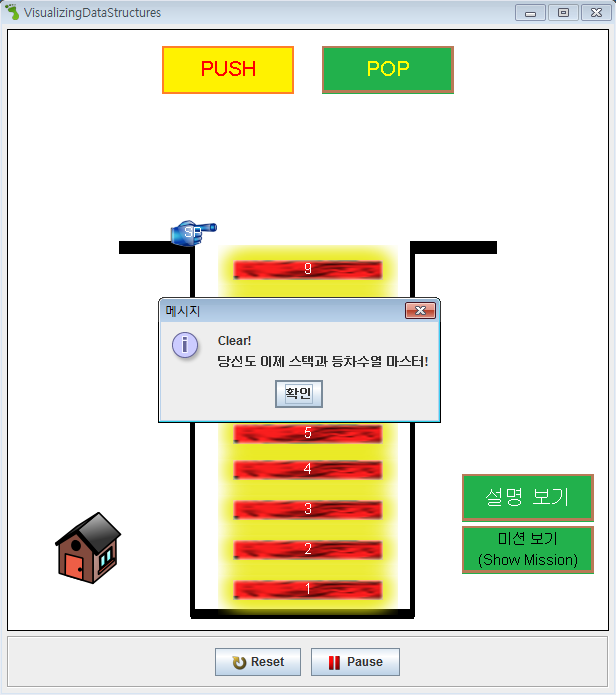 VisualizingDataStructures
PUSH
POP
SP
9
메시지
Clear!
당신도 이제 스택과 등차수열 마스터!
확인
5
4
3
2
1
설명 보기
미션 보기
(Show Mission)
Reset
Pause